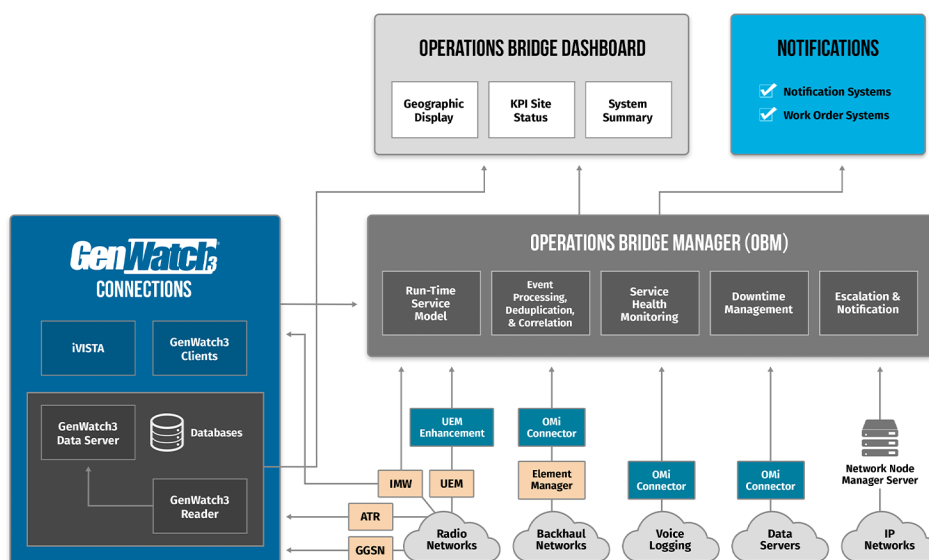 OPERATIONS BRIDGE DASHBOARD
Geographic
Display
KPI Site
Status
System
Summary
NOTIFICATIONS
Notification Systems
Work Order Systems
GenWatch3
CONNECTIONS
iVISTA
GenWatch3
Clients
GenWatch3
Data Server
Databases
GenWatch3
Reader
OPERATIONS BRIDGE MANAGER (OBM)
Run-Time
Service
Model
Event
Processing,
Deduplication,
& Correlation
Service
Health
Monitoring
Downtime
Management
Escalation &
Notification
UEM
Enhancement
OMi
Connector
IMW
UEM
Element
Manager
OMi
Connector
OMi
Connector
Network Node
Manager Server
ATR
GGSN
Radio
Networks
Backhaul
Networks
Voice
Logging
Data
Servers
IP
Networks